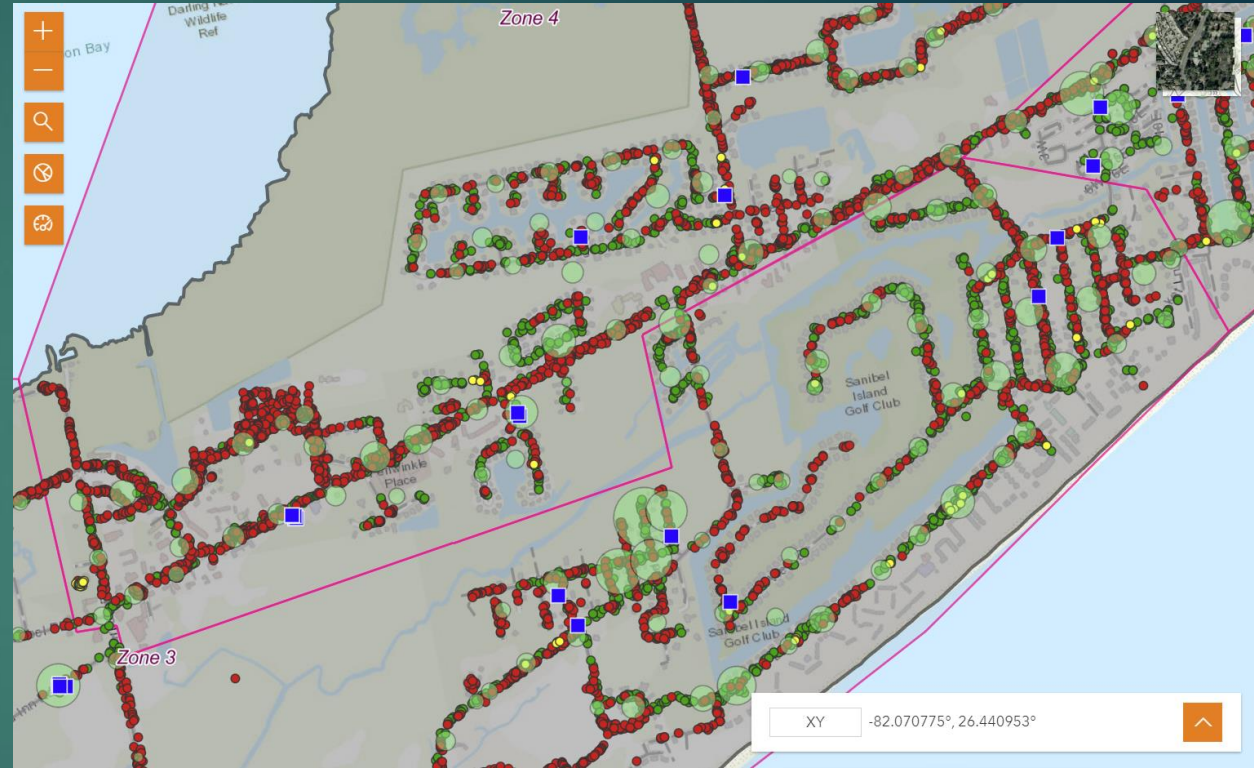 Darling
Wildlife
Ref
Zone 4
on Bay
Sanibel
Island
Golf Club
Place
Sanibel Island
Golf Club
Zone 3
XY
-82.070775°, 26.440953°